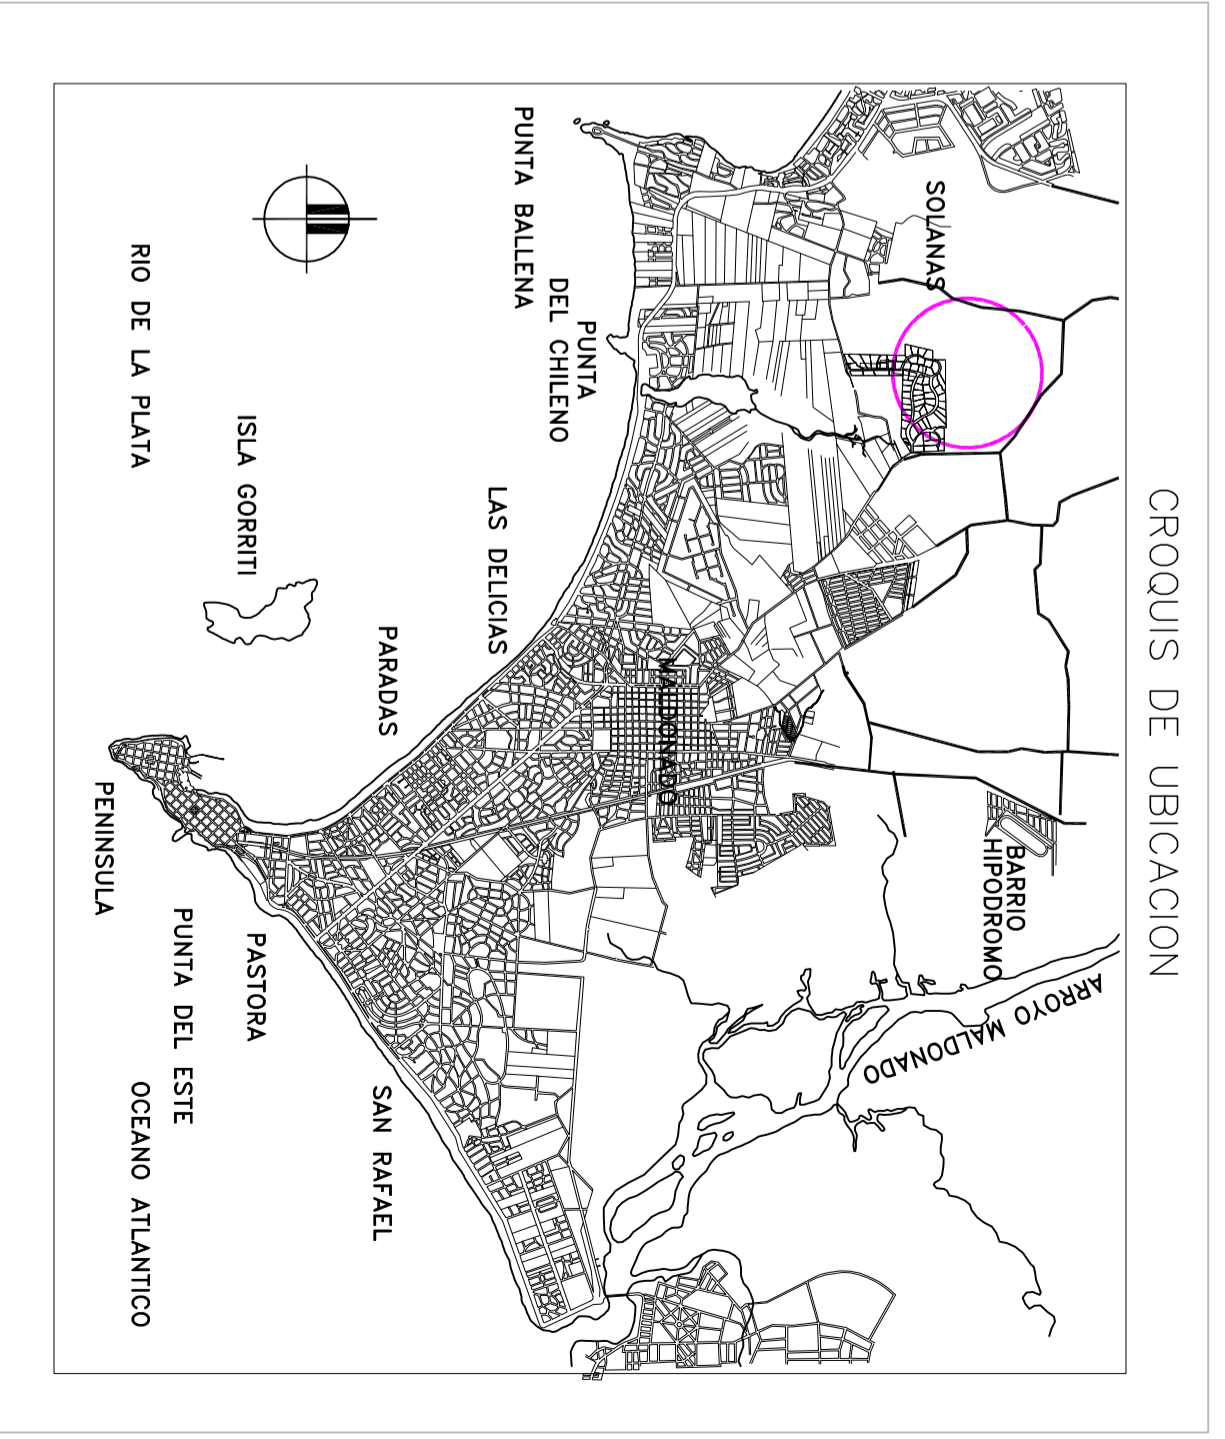 CROQUIS DE UBICACION
SOLANAS
BARRIO
HIPODROMO
ARROYO MALDONADO
MALDONADO
PUNTA BALLENA
PUNTA
DEL CHILENO
LAS DELICIAS
PARADAS
SAN RAFAEL
ISLA GORRITI
PASTORA
PUNTA DEL ESTE
RIO DE LA PLATA
OCEANO ATLANTICO
PENINSULA